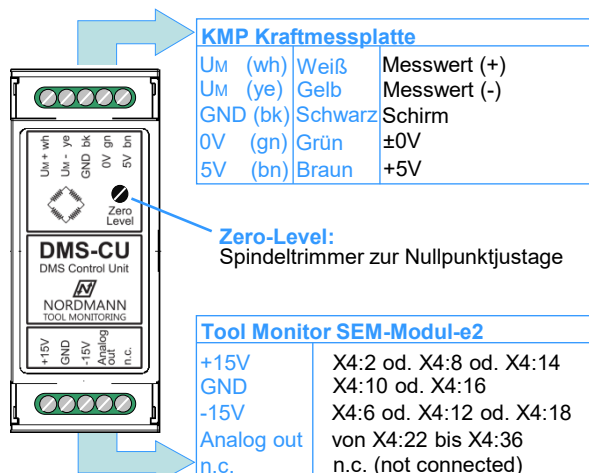 KMP Kraftmessplatte
UM (wh) Weiß Messwert (+)
UM (ye) Gelb Messwert (-)
GND (bk) Schwarz Schirm
0V (gn) Grün ±0V
5V (bn) Braun +5V
UM+ wh
UM- ye
GND bk
0V gn
5V bn
Zero
Level
Zero-Level:
Spindeltrimmer zur Nullpunktjustage
DMS-CU
DMS Control Unit
NORDMANN
TOOL MONITORING
+15V
GND
-15V
Analog
out
n.c.
Tool Monitor SEM-Modul-e2
+15V X4:2 od. X4:8 od. X4:14
GND X4:10 od. X4:16
-15V X4:6 od. X4:12 od. X4:18
Analog out von X4:22 bis X4:36
n.c. n.c. (not connected)